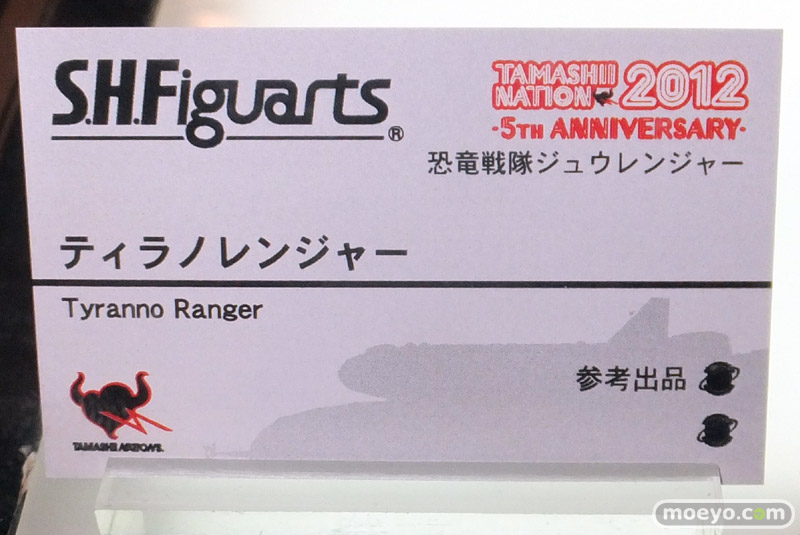 S.H.Figuarts®
TAMASHII
NATION 2012
-5TH ANNIVERSARY-
恐竜戦隊ジュウレンジャー
ティラノレンジャー
Tyranno Ranger
参考出品
TAMASHII NATIONS
moeyo.com